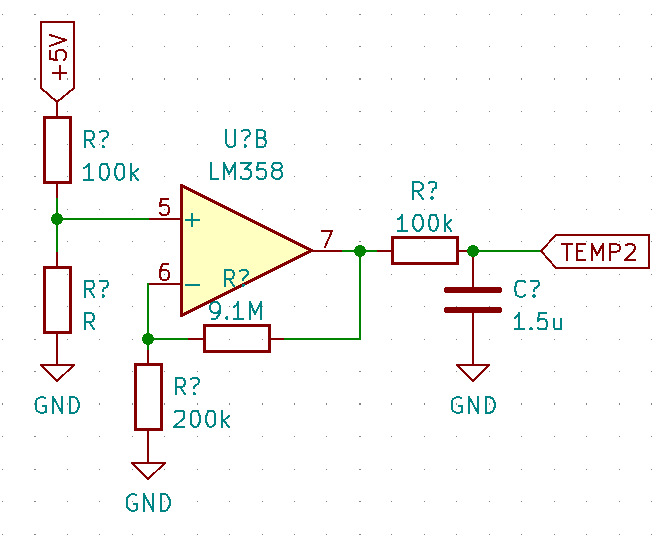 +5V
R?
100k
R?
R
GND
U?B
LM358
5
+
6
−
7
R?
9.1M
R?
200k
GND
R?
100k
TEMP2
C?
1.5u
GND